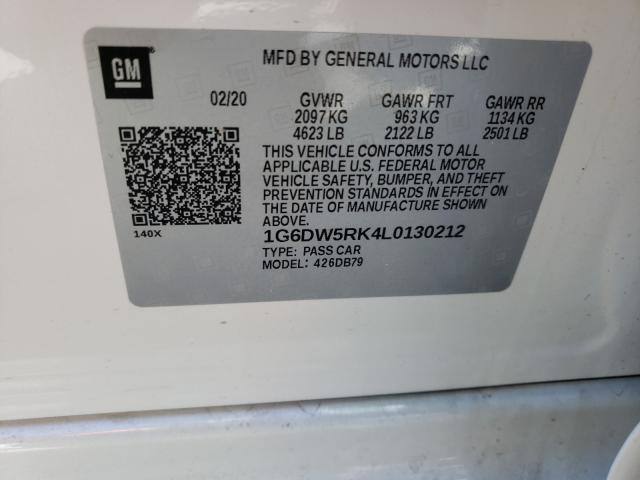 GM
MFD BY GENERAL MOTORS LLC
02/20 GVWR GAWR FRT GAWR RR
2097 KG 963 KG 1134 KG
4623 LB 2122 LB 2501 LB
THIS VEHICLE CONFORMS TO ALL
APPLICABLE U.S. FEDERAL MOTOR
VEHICLE SAFETY, BUMPER, AND THEFT
PREVENTION STANDARDS IN EFFECT ON
THE DATE OF MANUFACTURE SHOWN
ABOVE.
140X
1G6DW5RK4L0130212
TYPE: PASS CAR
MODEL: 426DB79